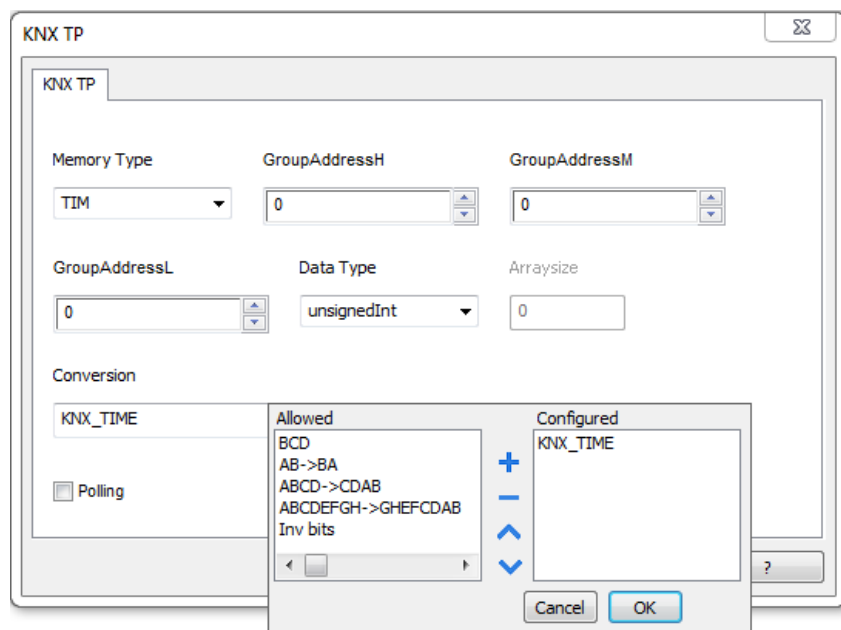 KNX TP
KNX TP
Memory Type GroupAddressH GroupAddressM
TIM 0 0
GroupAddressL Data Type Arraysize
0 unsignedInt 0
Conversion
KNX_TIME
Polling
Allowed Configured
BCD KNX_TIME
AB->BA
ABCD->CDAB
ABCDEFGH->GHEFCDAB
Inv bits
?
Cancel OK